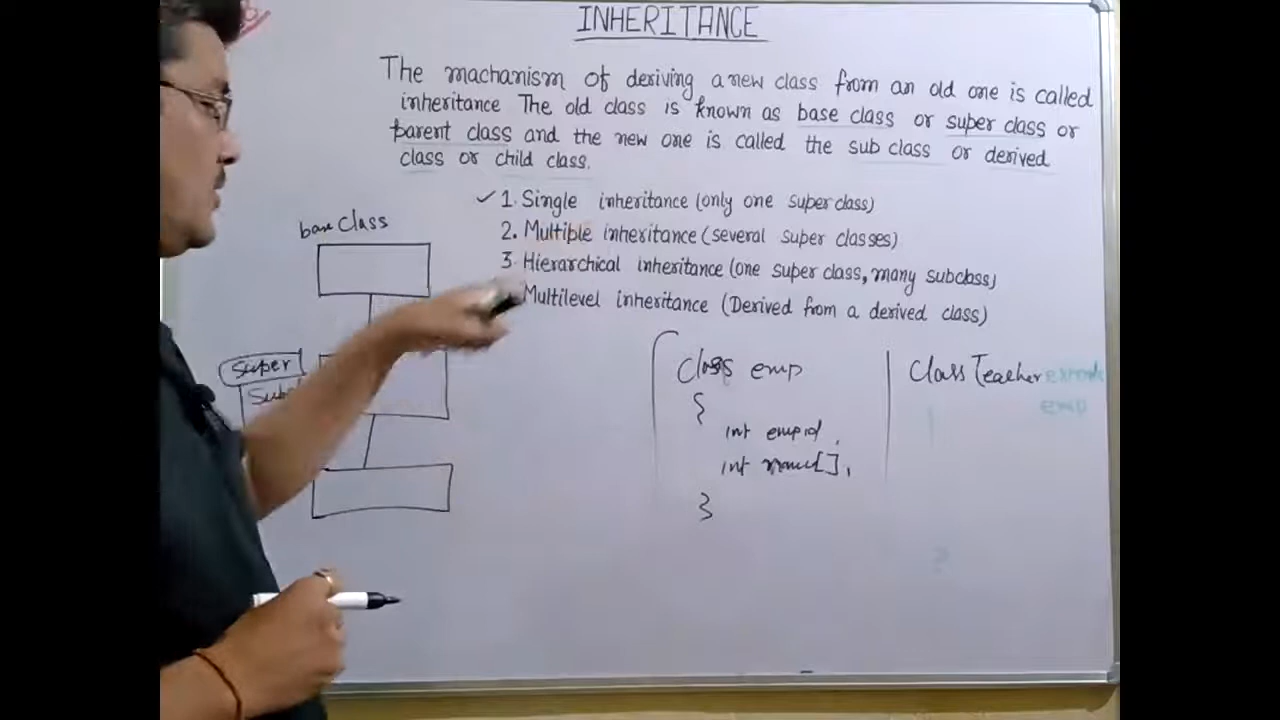 INHERITANCE
The machanism of deriving a new class from an old one is called
inheritance The old class is known as base class or super class or
parent class and the new one is called the sub class or derived
class or child class.
✓ 1. Single inheritance (only one super class)
2. Multiple inheritance (several super classes)
3. Hierarchical inheritance (one super class, many subclass)
Multilevel inheritance (Derived from a derived class)
base Class
super
Class emp
{
int empid,
int name[],
}
Class Teacher
emp